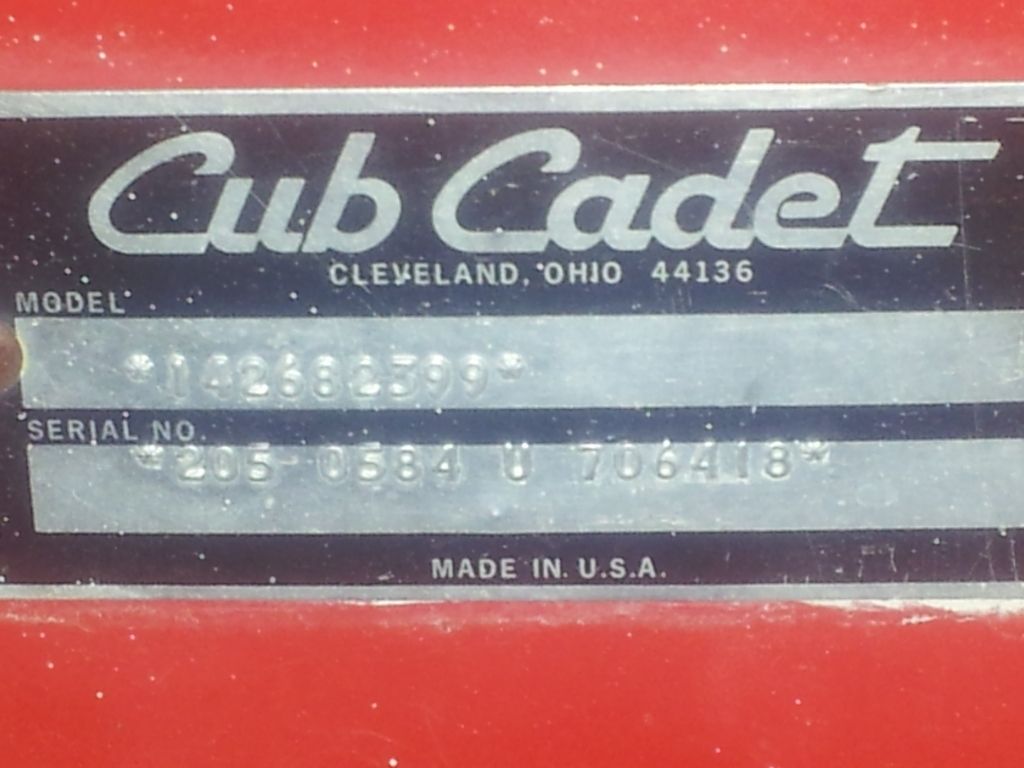 Cub Cadet
CLEVELAND, OHIO 44136
MODEL
*142682399*
SERIAL NO.
*205-0584 U 706418*
MADE IN U.S.A.